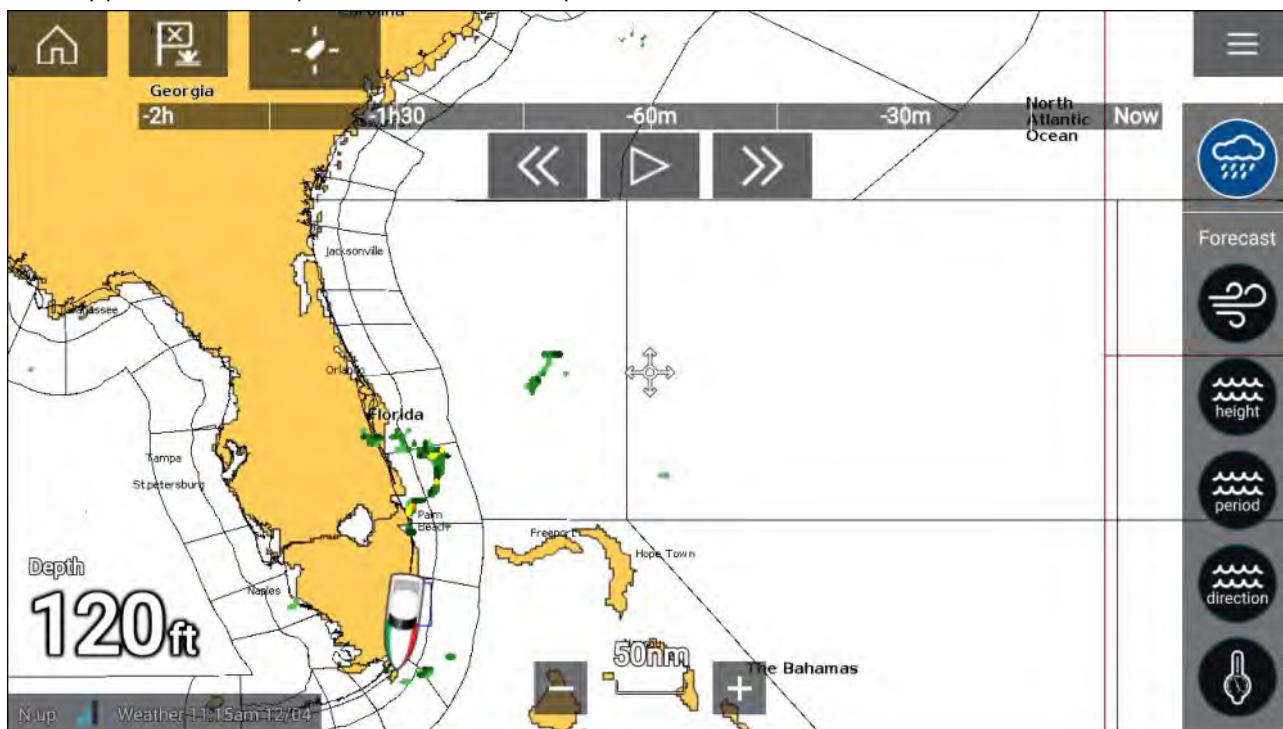 Carolina
Georgia
-2h
-1h30
-60m
-30m
Now
North
Atlantic
Ocean
Jacksonville
Forecast
Orlando
height
Florida
Tampa
St.petersburg
Palm
Beach
period
Freeport
Hope Town
Depth
120ft
Naples
direction
50nm
The Bahamas
N.up
Weather 11:15am 12/04